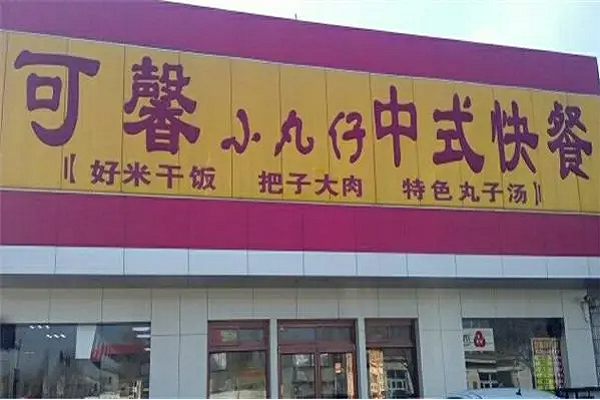 可馨小丸仔中式快餐
〖好米干饭 把子大肉 特色丸子汤〗